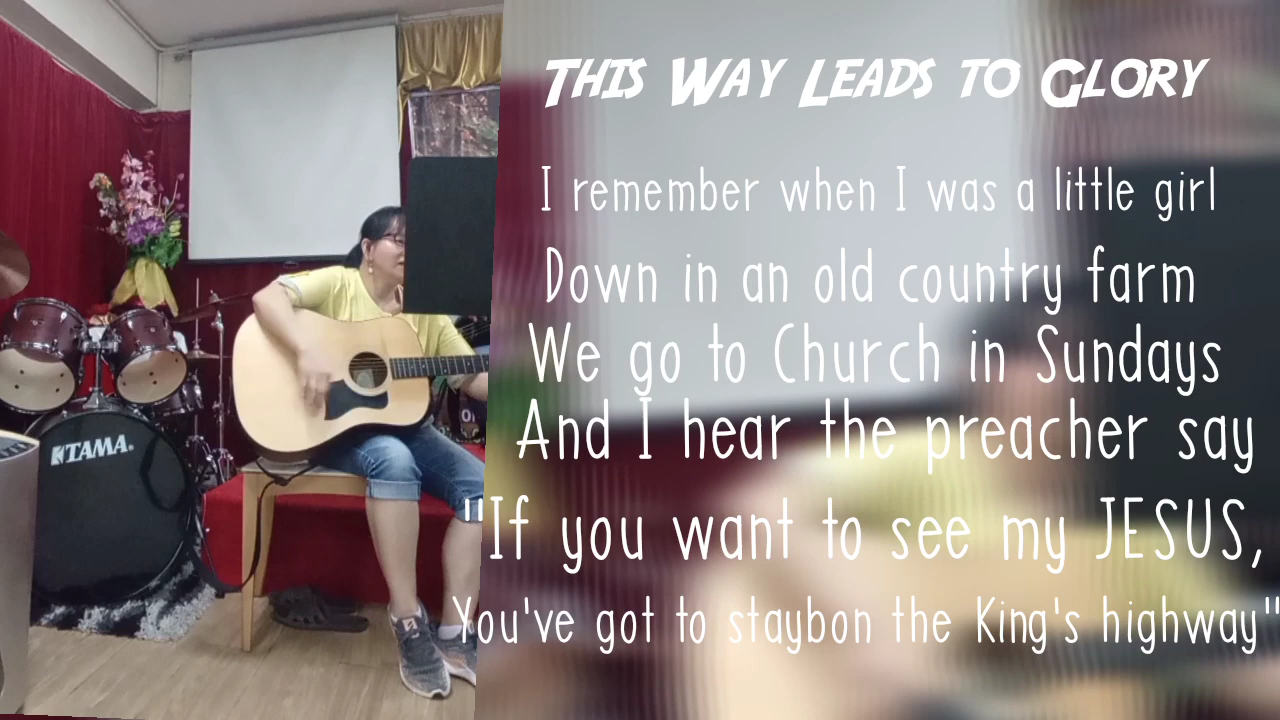 This Way Leads to Glory
I remember when I was a little girl
Down in an old country farm
We go to Church in Sundays
And I hear the preacher say
"If you want to see my JESUS,
You've got to staybon the King's highway"
TAMA